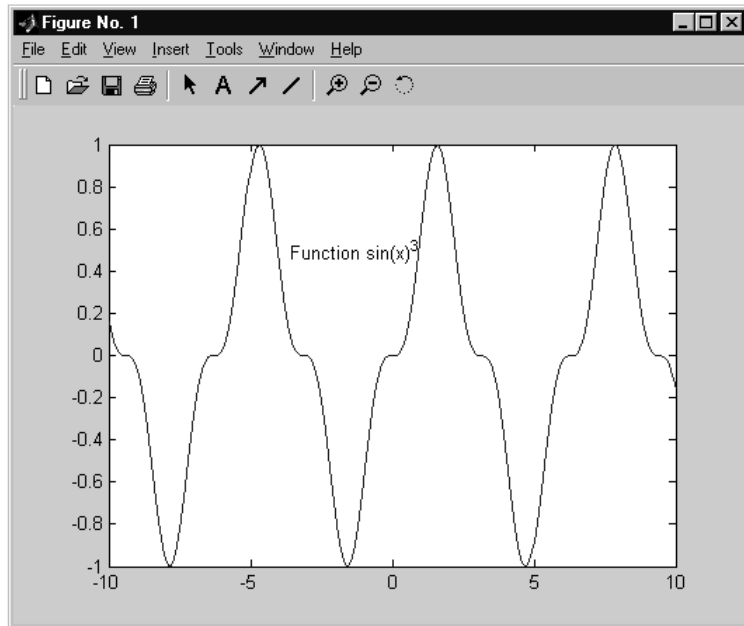 Figure No. 1
File Edit View Insert Tools Window Help
A
1
0.8
0.6
Function sin(x)³
0.4
0.2
0
-0.2
-0.4
-0.6
-0.8
-1
-10 -5 0 5 10